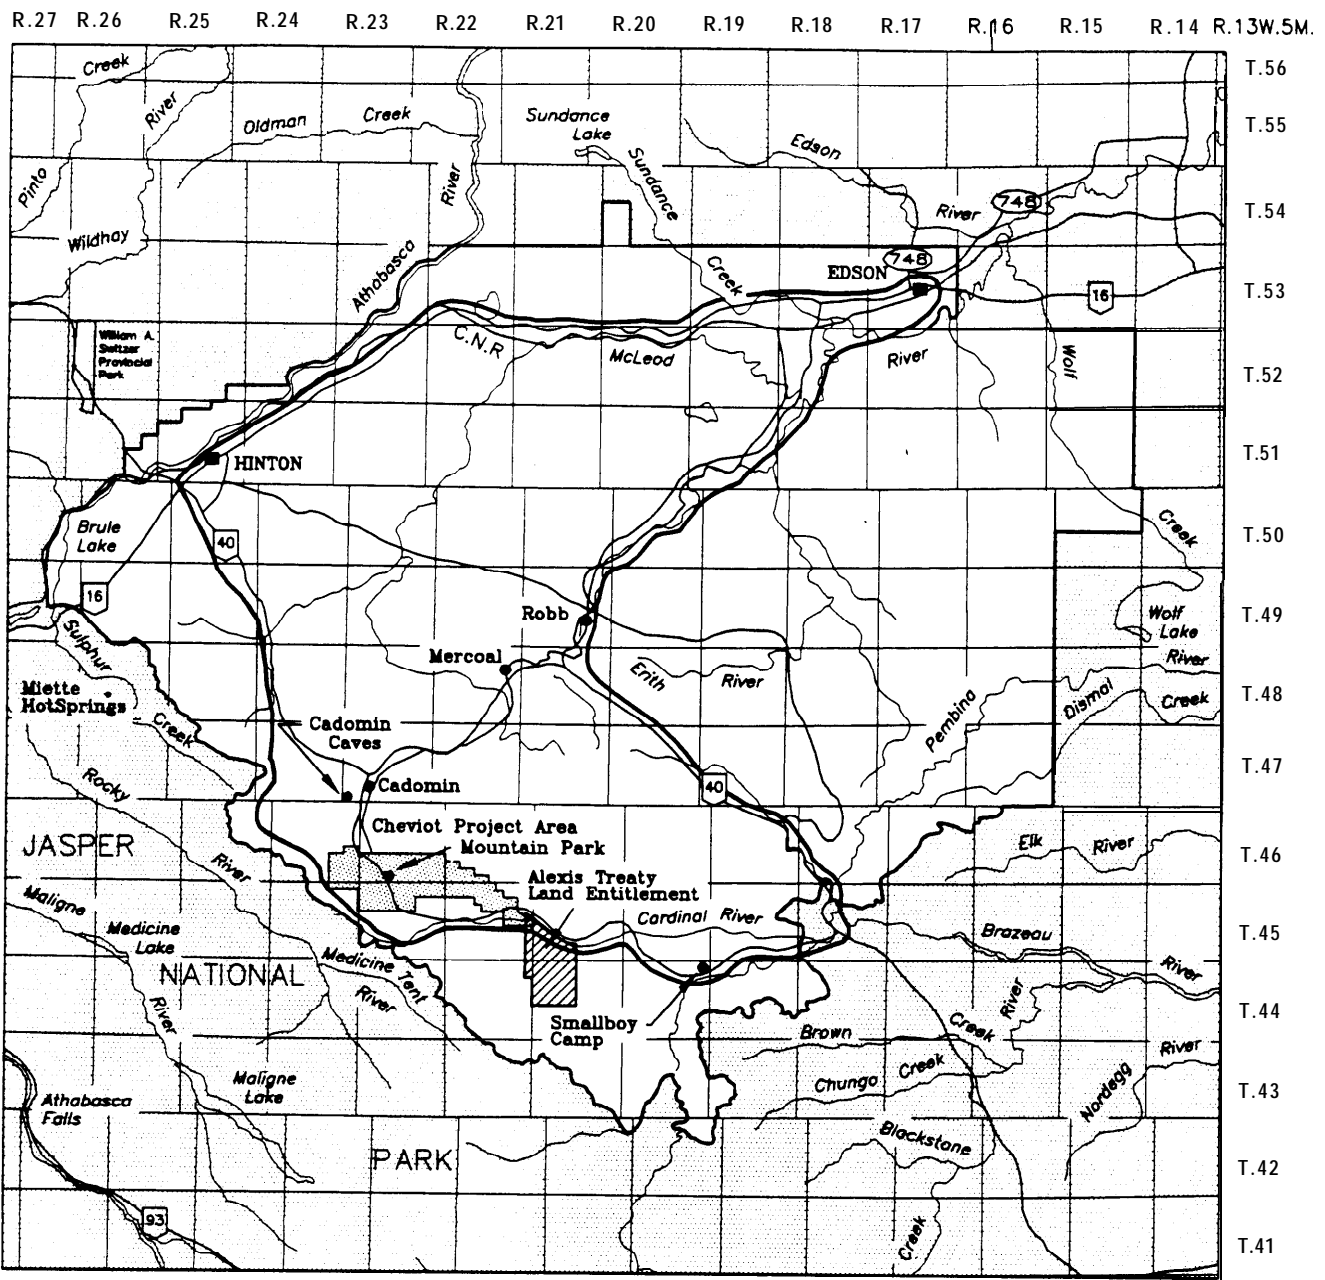 R.27 R.26 R.25 R.24 R.23 R.22 R.21 R.20 R.19 R.18 R.17 R.16 R.15 R.14 R.13W.5M.
T.56
T.55
T.54
T.53
T.52
T.51
T.50
T.49
T.48
T.47
T.46
T.45
T.44
T.43
T.42
T.41
Creek
River
Oldman Creek
Sundance
Lake
Edson
River
Pinto
River
Sundance
Creek
748
Wildhay
Athabasca
748
EDSON
16
William A.
Switzer
Provincial
Park
C.N.R
McLeod
River
Wolf
HINTON
Brule
Lake
40
Creek
16
Robb
Wolf
Lake
Sulphur
Mercoal
Erith
River
River
Miette
HotSprings
Creek
Cadomin
Caves
Pembina
Dismal
Creek
Rocky
Cadomin
40
JASPER
Cheviot Project Area
Mountain Park
Elk
River
River
Alexis Treaty
Land Entitlement
Maligne
Medicine
Lake
Cardinal River
Brazeau
River
NATIONAL
Medicine Tent
River
River
Smallboy
Camp
Brown
Creek
River
Chungo
Creek
Nordegg
River
Maligne
Lake
Athabasca
Falls
Blackstone
PARK
93
Creek